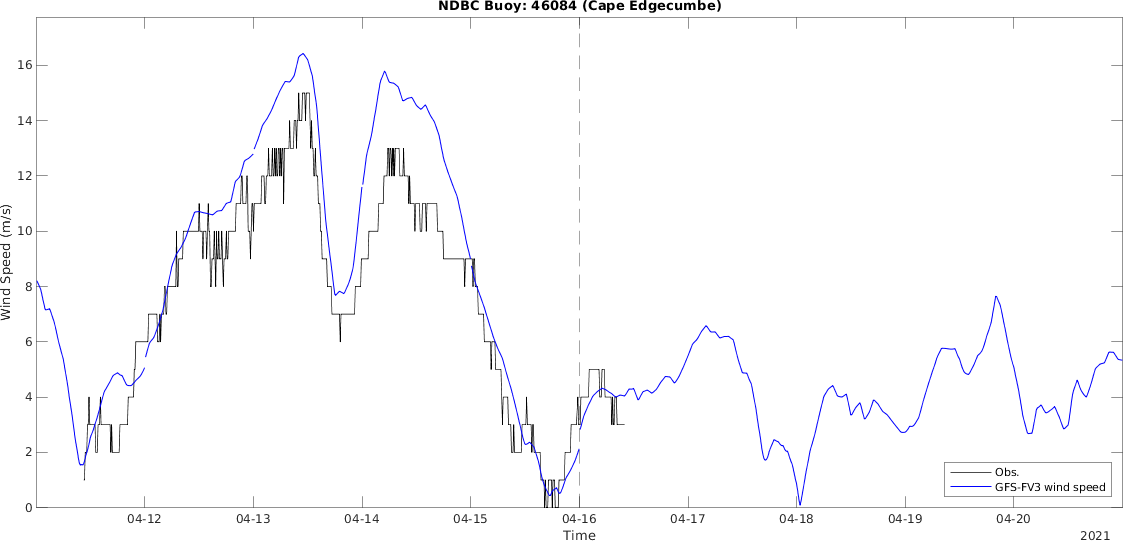 NDBC Buoy: 46084 (Cape Edgecumbe)
Wind Speed (m/s)
16
14
12
10
8
6
4
2
0
Obs.
GFS-FV3 wind speed
04-12 04-13 04-14 04-15 04-16 04-17 04-18 04-19 04-20
Time
2021